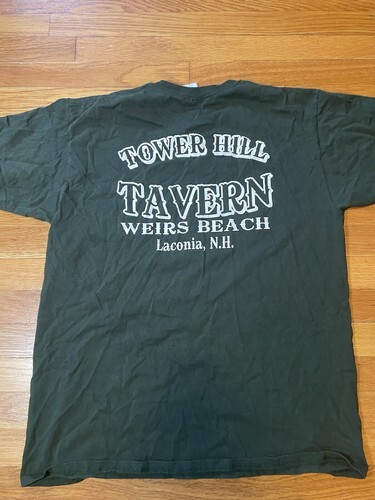 TOWER HILL
TAVERN
WEIRS BEACH
Laconia, N.H.